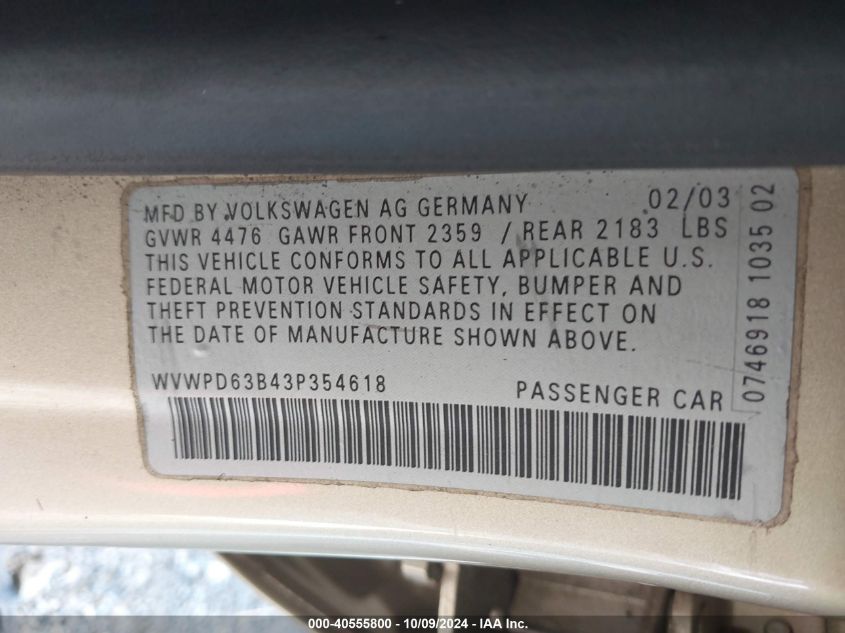 MFD BY VOLKSWAGEN AG GERMANY 02/03
GVWR 4476 GAWR FRONT 2359 / REAR 2183 LBS
THIS VEHICLE CONFORMS TO ALL APPLICABLE U.S.
FEDERAL MOTOR VEHICLE SAFETY, BUMPER AND
THEFT PREVENTION STANDARDS IN EFFECT ON
THE DATE OF MANUFACTURE SHOWN ABOVE.
WVWPD63B43P354618 PASSENGER CAR
0746918 1035 02
000-40555800 - 10/09/2024 - IAA Inc.